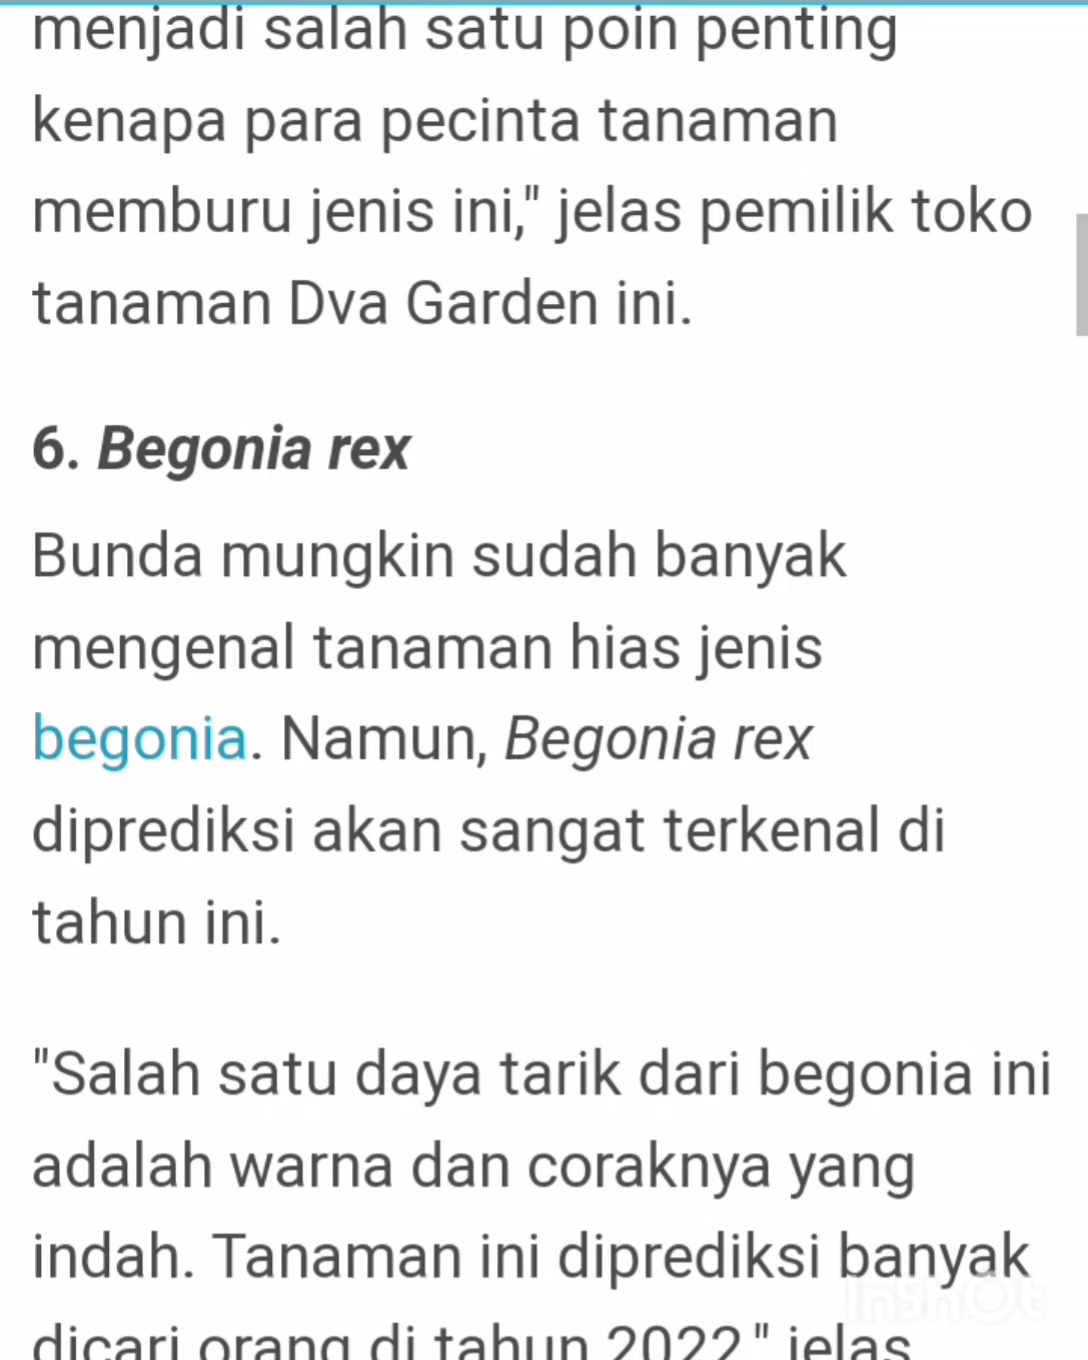 menjadi salah satu poin penting
kenapa para pecinta tanaman
memburu jenis ini," jelas pemilik toko
tanaman Dva Garden ini.
6. Begonia rex
Bunda mungkin sudah banyak
mengenal tanaman hias jenis
begonia. Namun, Begonia rex
diprediksi akan sangat terkenal di
tahun ini.
"Salah satu daya tarik dari begonia ini
adalah warna dan coraknya yang
indah. Tanaman ini diprediksi banyak
dicari orang di tahun 2022," jelas
InShOt